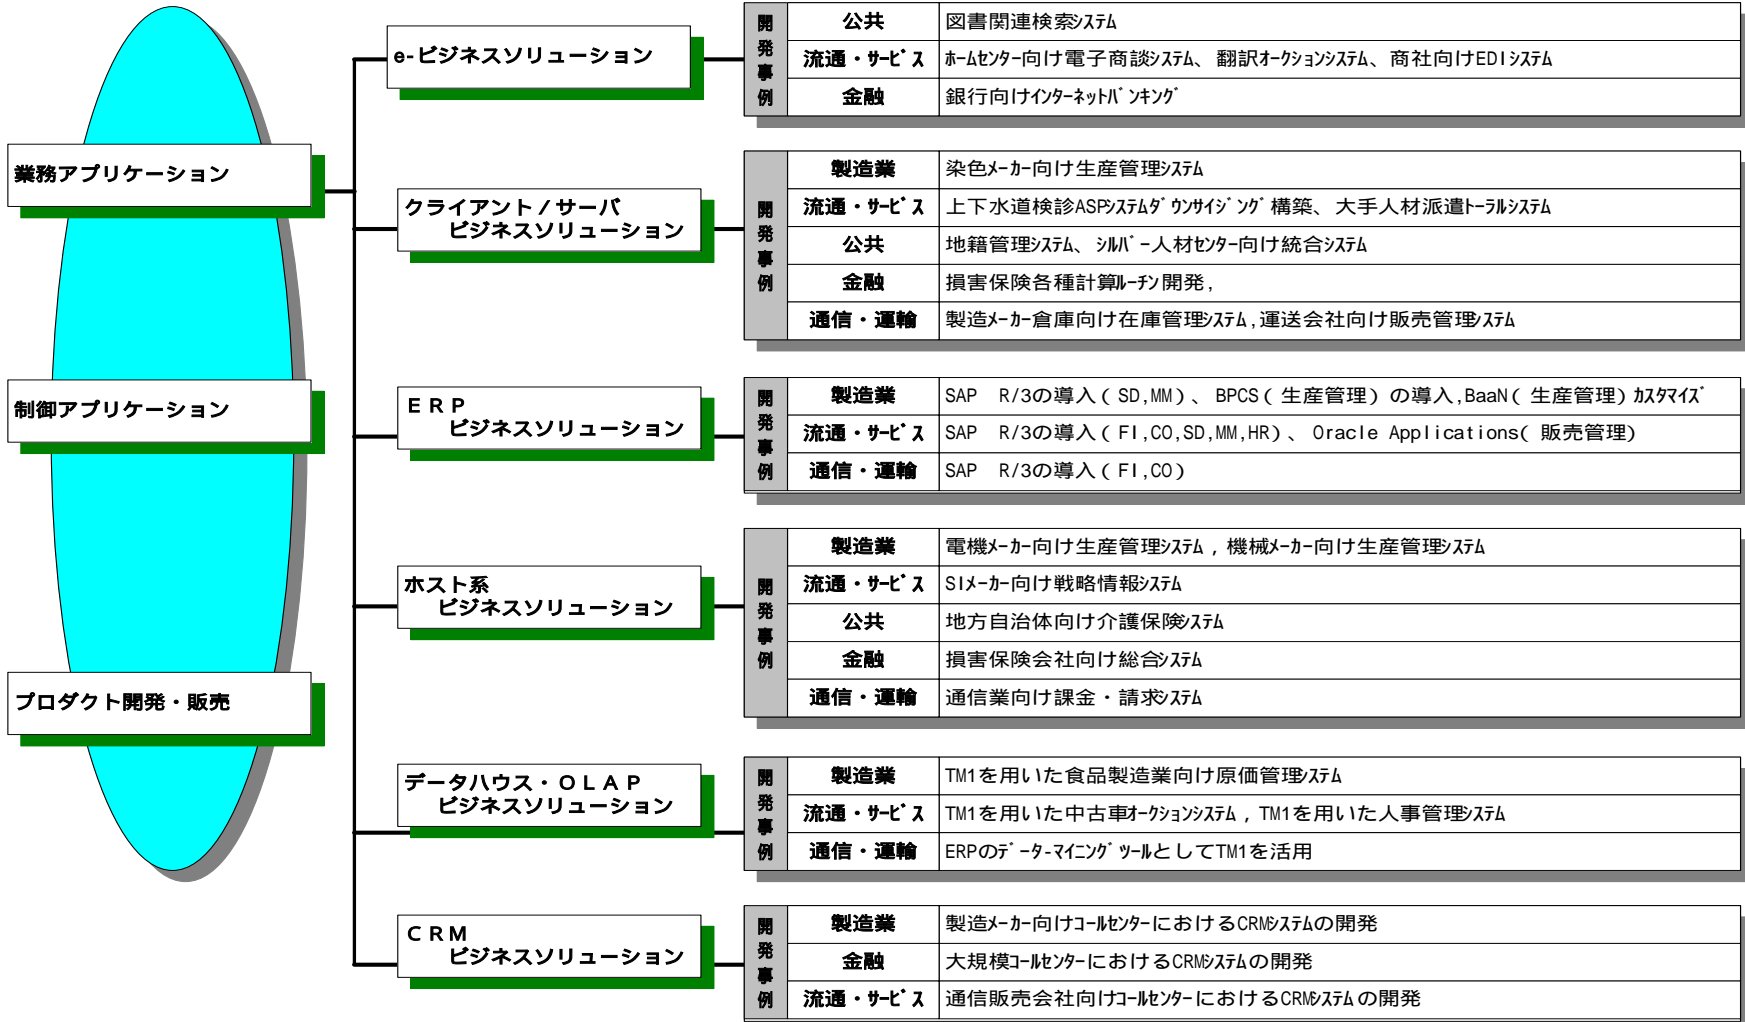 業務アプリケーション
制御アプリケーション
プロダクト開発・販売
e-ビジネスソリューション
開発事例
公共 図書関連検索システム
流通・サービス ホームセンター向け電子商談システム、翻訳オークションシステム、商社向けEDIシステム
金融 銀行向けインターネットバンキング
クライアント/サーバ
ビジネスソリューション
開発事例
製造業 染色メーカー向け生産管理システム
流通・サービス 上下水道検診ASPシステムダウンサイジング構築、大手人材派遣トーラルシステム
公共 地籍管理システム、シルバー人材センター向け統合システム
金融 損害保険各種計算ルーチン開発,
通信・運輸 製造メーカー倉庫向け在庫管理システム,運送会社向け販売管理システム
ERP
ビジネスソリューション
開発事例
製造業 SAP R/3の導入(SD,MM)、BPCS(生産管理)の導入,BaaN(生産管理)カスタマイズ
流通・サービス SAP R/3の導入(FI,CO,SD,MM,HR)、Oracle Applications(販売管理)
通信・運輸 SAP R/3の導入(FI,CO)
ホスト系
ビジネスソリューション
開発事例
製造業 電機メーカー向け生産管理システム,機械メーカー向け生産管理システム
流通・サービス SIメーカー向け戦略情報システム
公共 地方自治体向け介護保険システム
金融 損害保険会社向け総合システム
通信・運輸 通信業向け課金・請求システム
データハウス・OLAP
ビジネスソリューション
開発事例
製造業 TM1を用いた食品製造業向け原価管理システム
流通・サービス TM1を用いた中古車オークションシステム,TM1を用いた人事管理システム
通信・運輸 ERPのデータ-マイニングツールとしてTM1を活用
CRM
ビジネスソリューション
開発事例
製造業 製造メーカー向けコールセンターにおけるCRMシステムの開発
金融 大規模コールセンターにおけるCRMシステムの開発
流通・サービス 通信販売会社向けコールセンターにおけるCRMシステムの開発